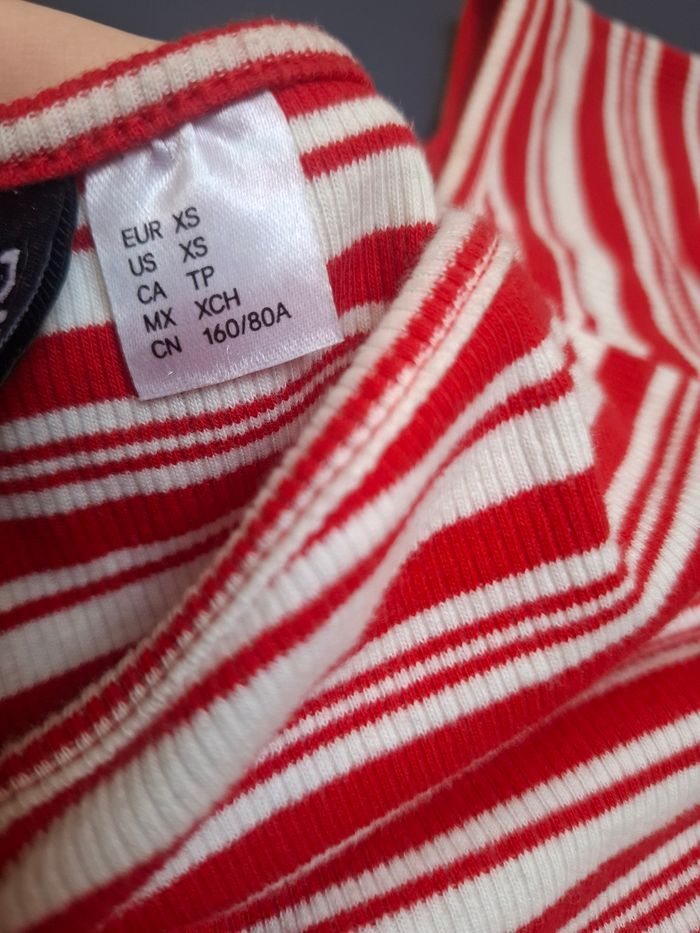 EUR XS
US XS
CA TP
MX XCH
CN 160/80A